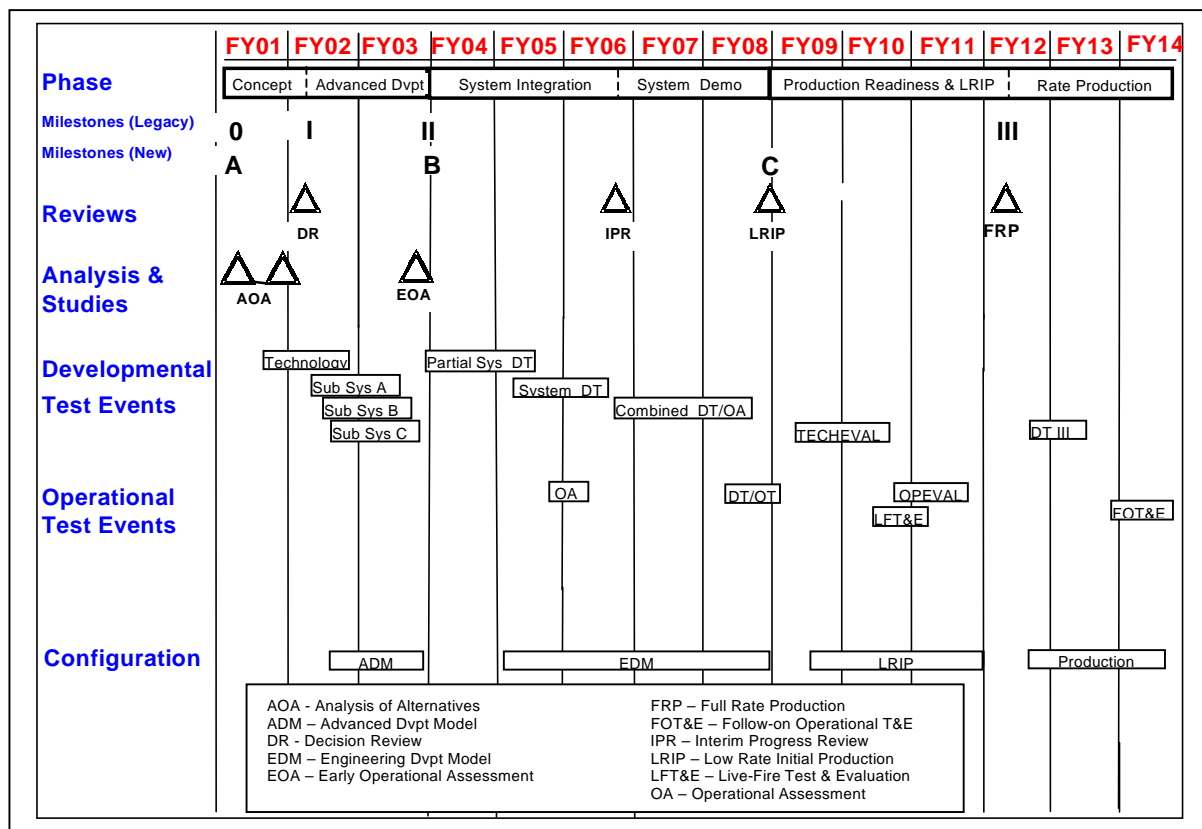 FY01 FY02 FY03 FY04 FY05 FY06 FY07 FY08 FY09 FY10 FY11 FY12 FY13 FY14
Phase Concept Advanced Dvpt System Integration System Demo Production Readiness & LRIP Rate Production
Milestones (Legacy) 0 I II III
Milestones (New) A B C
Reviews
DR IPR LRIP FRP
Analysis &
Studies
AOA EOA
Developmental
Test Events
Technology Partial Sys DT
Sub Sys A System DT
Sub Sys B Combined DT/OA
Sub Sys C TECHEVAL DT III
Operational
Test Events
OA DT/OT OPEVAL
LFT&E FOT&E
Configuration ADM EDM LRIP Production
AOA - Analysis of Alternatives
ADM – Advanced Dvpt Model
DR - Decision Review
EDM – Engineering Dvpt Model
EOA – Early Operational Assessment
FRP – Full Rate Production
FOT&E – Follow-on Operational T&E
IPR – Interim Progress Review
LRIP – Low Rate Initial Production
LFT&E – Live-Fire Test & Evaluation
OA – Operational Assessment